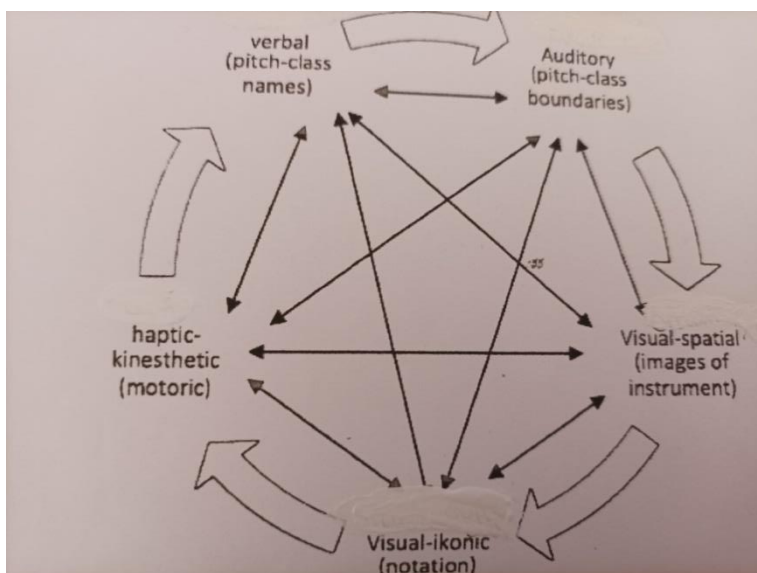 verbal
(pitch-class
names)
Auditory
(pitch-class
boundaries)
Visual-spatial
(images of
instrument)
Visual-ikonic
(notation)
haptic-
kinesthetic
(motoric)